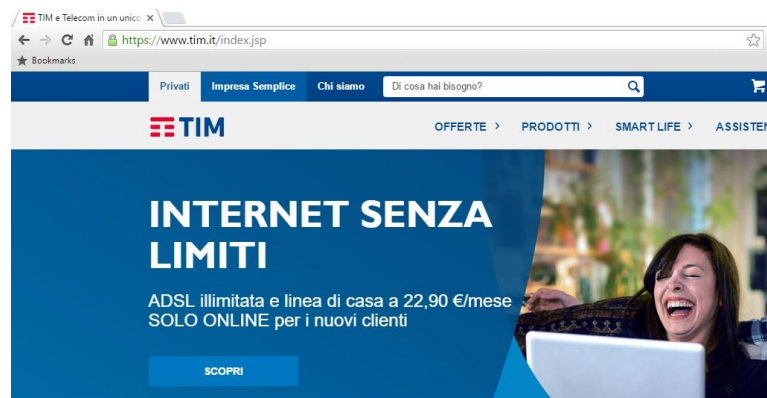 TIM e Telecom in un unico
https://www.tim.it/index.jsp
Bookmarks
Privati Impresa Semplice Chi siamo Di cosa hai bisogno?
TIM OFFERTE > PRODOTTI > SMART LIFE >
INTERNET SENZA
LIMITI
ADSL illimitata e linea di casa a 22,90 €/mese
SOLO ONLINE per i nuovi clienti
SCOPRI